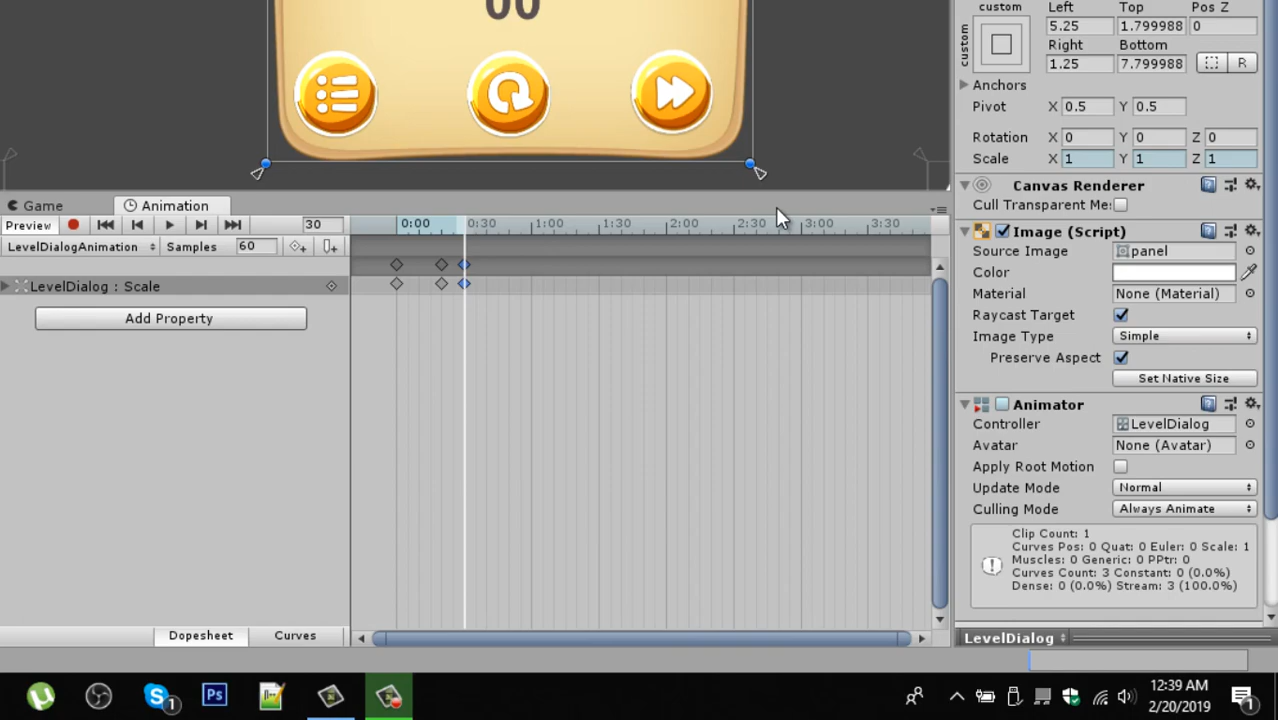 00
custom
Left
Top
Pos Z
custom
5.25
1.799988
0
Right
Bottom
1.25
7.799988
R
Anchors
Pivot
X 0.5
Y 0.5
Rotation
X 0
Y 0
Z 0
Scale
X 1
Y 1
Z 1
Game
Animation
Preview
30
0:00
0:30
1:00
1:30
2:00
2:30
3:00
3:30
LevelDialogAnimation
Samples
60
LevelDialog : Scale
Add Property
Dopesheet
Curves
Canvas Renderer
Cull Transparent Me:
Image (Script)
Source Image
panel
Color
Material
None (Material)
Raycast Target
Image Type
Simple
Preserve Aspect
Set Native Size
Animator
Controller
LevelDialog
Avatar
None (Avatar)
Apply Root Motion
Update Mode
Normal
Culling Mode
Always Animate
Clip Count: 1
Curves Pos: 0 Quat: 0 Euler: 0 Scale: 1
Muscles: 0 Generic: 0 PPtr: 0
Curves Count: 3 Constant: 0 (0.0%)
Dense: 0 (0.0%) Stream: 3 (100.0%)
LevelDialog
S
1
Ps
12:39 AM
2/20/2019
1